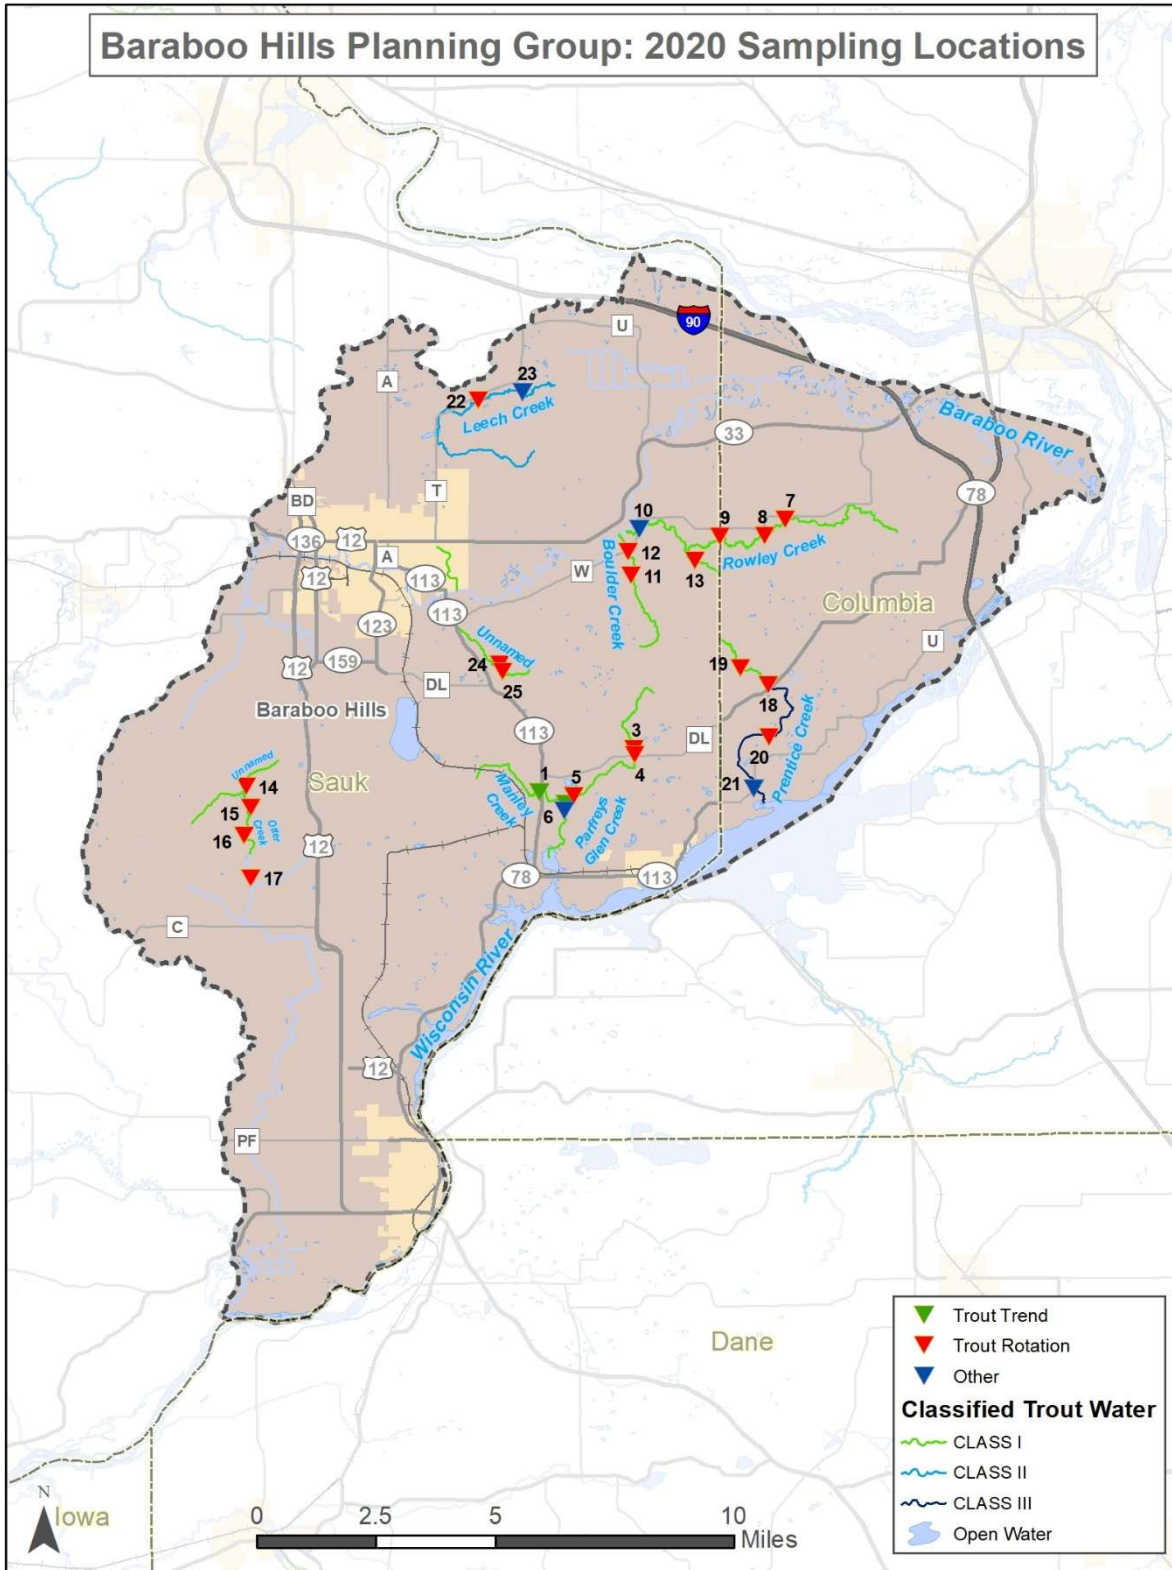 Baraboo Hills Planning Group: 2020 Sampling Locations
U
90
A
23
22
Leech Creek
33
Baraboo River
78
T
BD
136
12
A
12
113
113
123
10
9
8
7
12
11
13
W
Boulder Creek
Rowley Creek
Columbia
U
12
159
DL
Unnamed
24
25
19
18
Baraboo Hills
113
3
4
DL
20
21
Prentice Creek
Unnamed
14
Sauk
15
16
Otter
Creek
17
1
5
6
Manley
Creek
Parfreys
Glen Creek
12
78
113
C
Wisconsin River
12
PF
Dane
Iowa
N
0 2.5 5 10
Miles
Trout Trend
Trout Rotation
Other
Classified Trout Water
CLASS I
CLASS II
CLASS III
Open Water